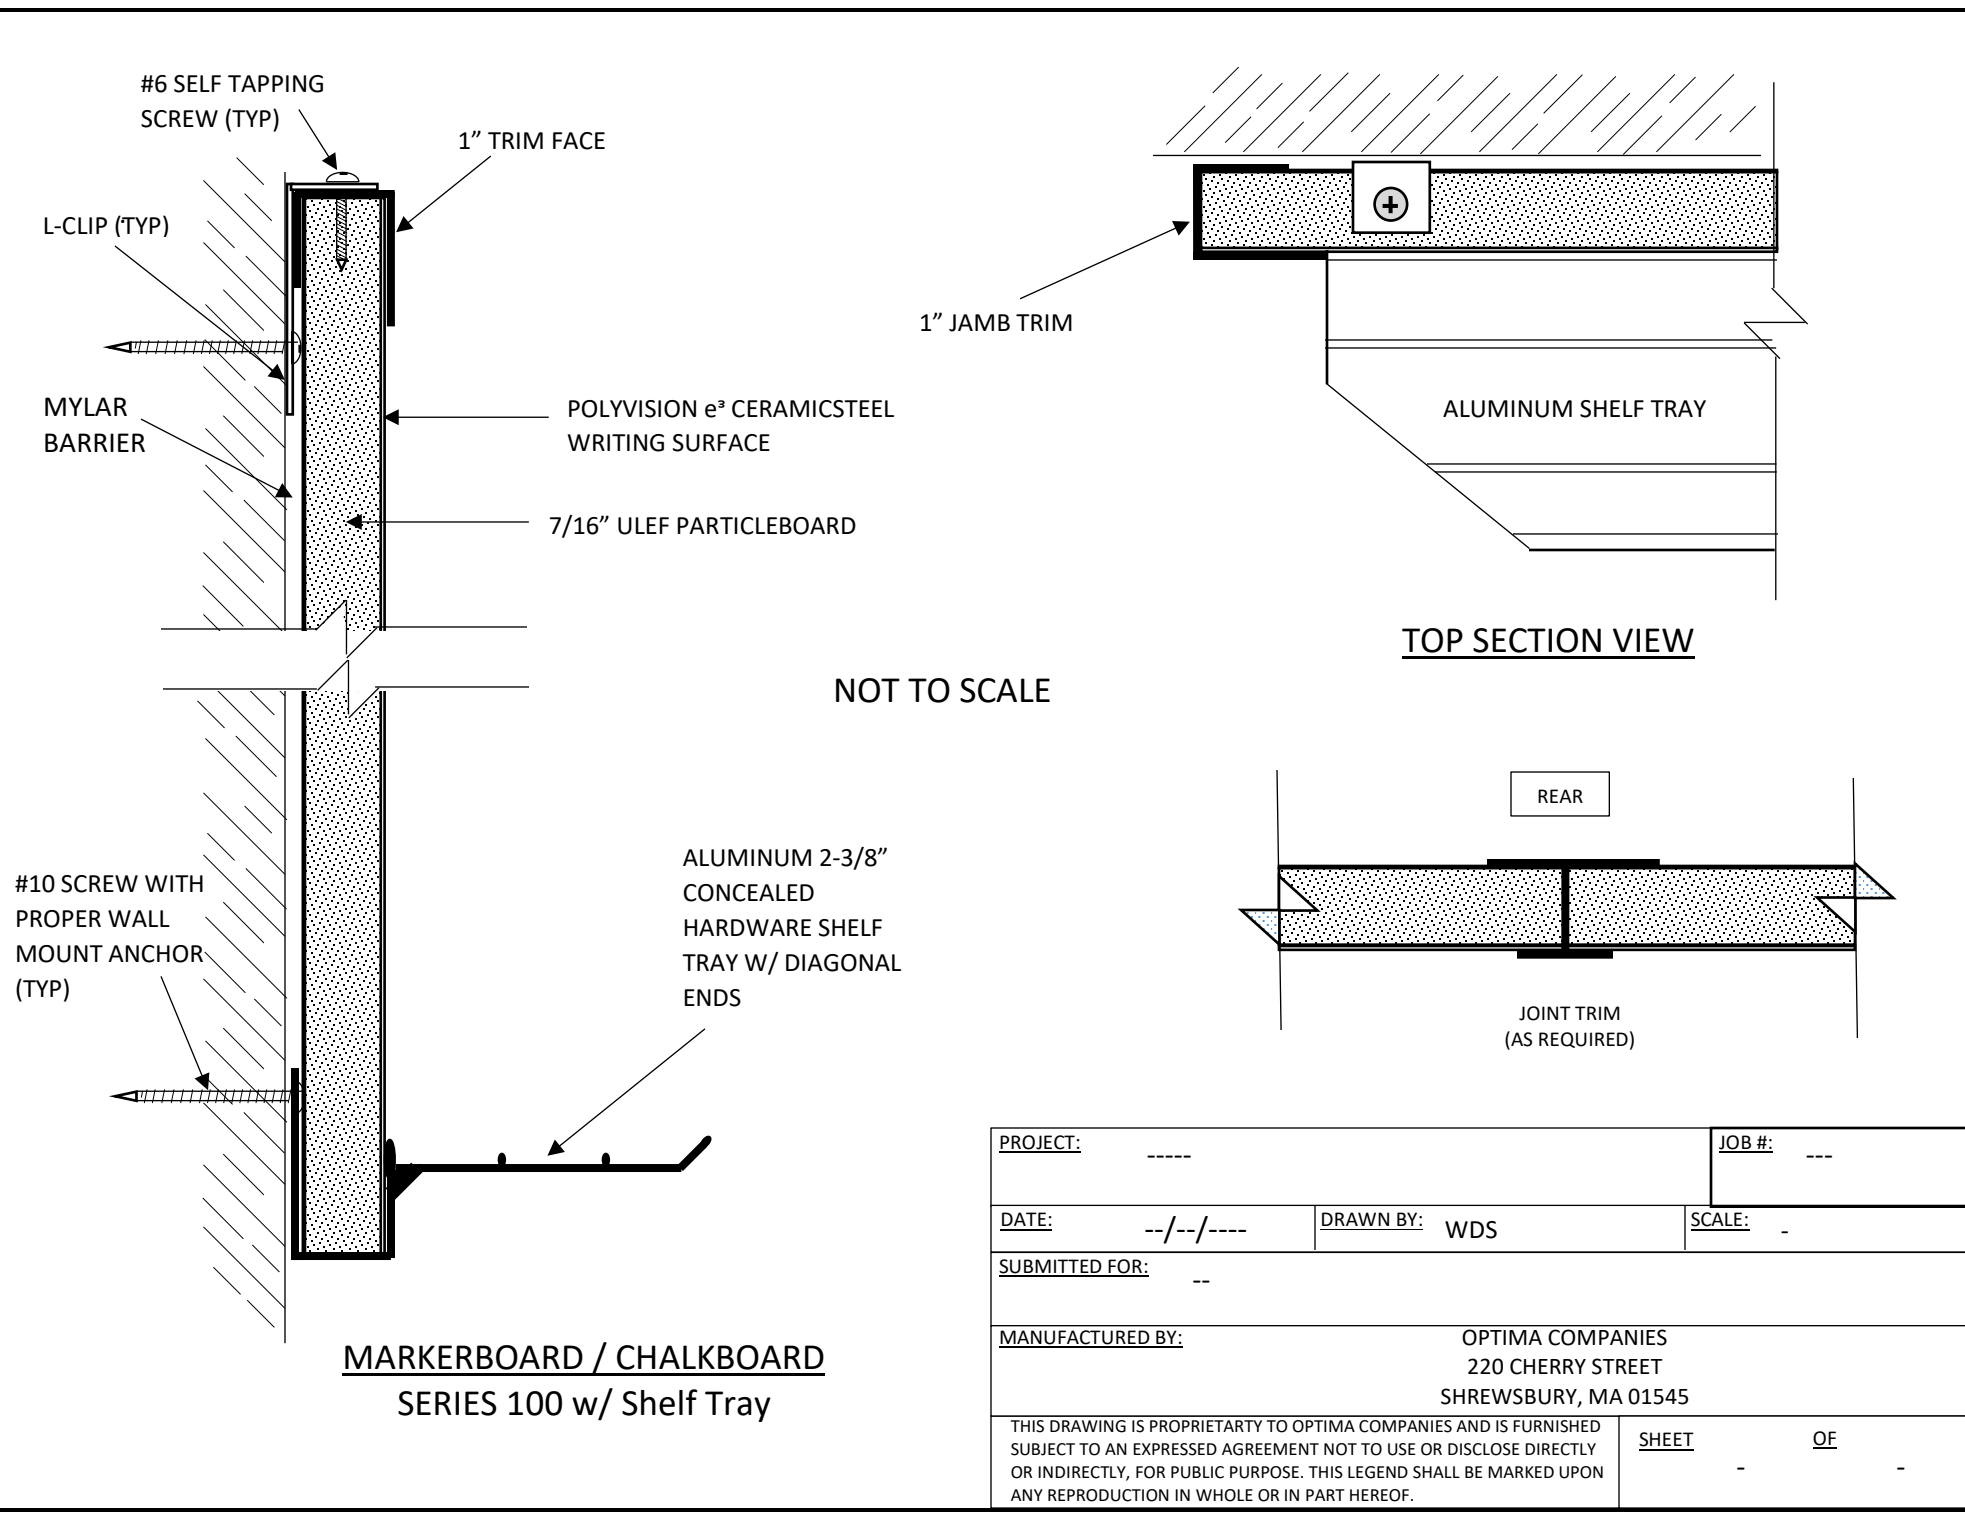 #6 SELF TAPPING
SCREW (TYP)
1” TRIM FACE
L-CLIP (TYP)
MYLAR
BARRIER
POLYVISION e³ CERAMICSTEEL
WRITING SURFACE
7/16” ULEF PARTICLEBOARD
1” JAMB TRIM
ALUMINUM SHELF TRAY
TOP SECTION VIEW
NOT TO SCALE
REAR
JOINT TRIM
(AS REQUIRED)
#10 SCREW WITH
PROPER WALL
MOUNT ANCHOR
(TYP)
ALUMINUM 2-3/8”
CONCEALED
HARDWARE SHELF
TRAY W/ DIAGONAL
ENDS
MARKERBOARD / CHALKBOARD
SERIES 100 w/ Shelf Tray
PROJECT: -----
JOB #: ---
DATE: --/--/----
DRAWN BY: WDS
SCALE: -
SUBMITTED FOR: --
MANUFACTURED BY: OPTIMA COMPANIES
220 CHERRY STREET
SHREWSBURY, MA 01545
THIS DRAWING IS PROPRIETARTY TO OPTIMA COMPANIES AND IS FURNISHED
SUBJECT TO AN EXPRESSED AGREEMENT NOT TO USE OR DISCLOSE DIRECTLY
OR INDIRECTLY, FOR PUBLIC PURPOSE. THIS LEGEND SHALL BE MARKED UPON
ANY REPRODUCTION IN WHOLE OR IN PART HEREOF.
SHEET OF
- -